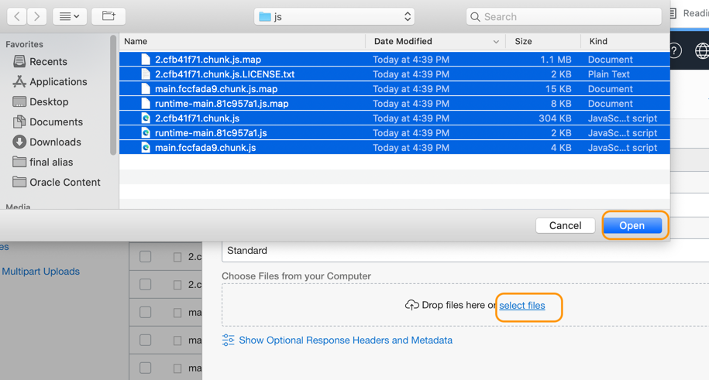 js
Search
Readin
Favorites
Name Date Modified Size Kind
Recents
2.cfb41f71.chunk.js.map Today at 4:39 PM 1.1 MB Document
2.cfb41f71.chunk.js.LICENSE.txt Today at 4:39 PM 2 KB Plain Text
Applications
main.fccfada9.chunk.js.map Today at 4:39 PM 15 KB Document
Desktop
runtime-main.81c957a1.js.map Today at 4:39 PM 8 KB Document
Documents
2.cfb41f71.chunk.js Today at 4:39 PM 304 KB JavaSc...t script
Downloads
runtime-main.81c957a1.js Today at 4:39 PM 2 KB JavaSc...t script
main.fccfada9.chunk.js Today at 4:39 PM 4 KB JavaSc...t script
final alias
Oracle Content
Media
Cancel Open
es
Standard
Multipart Uploads
2.c
Choose Files from your Computer
2.c
Drop files here or select files
ma
ma
Show Optional Response Headers and Metadata